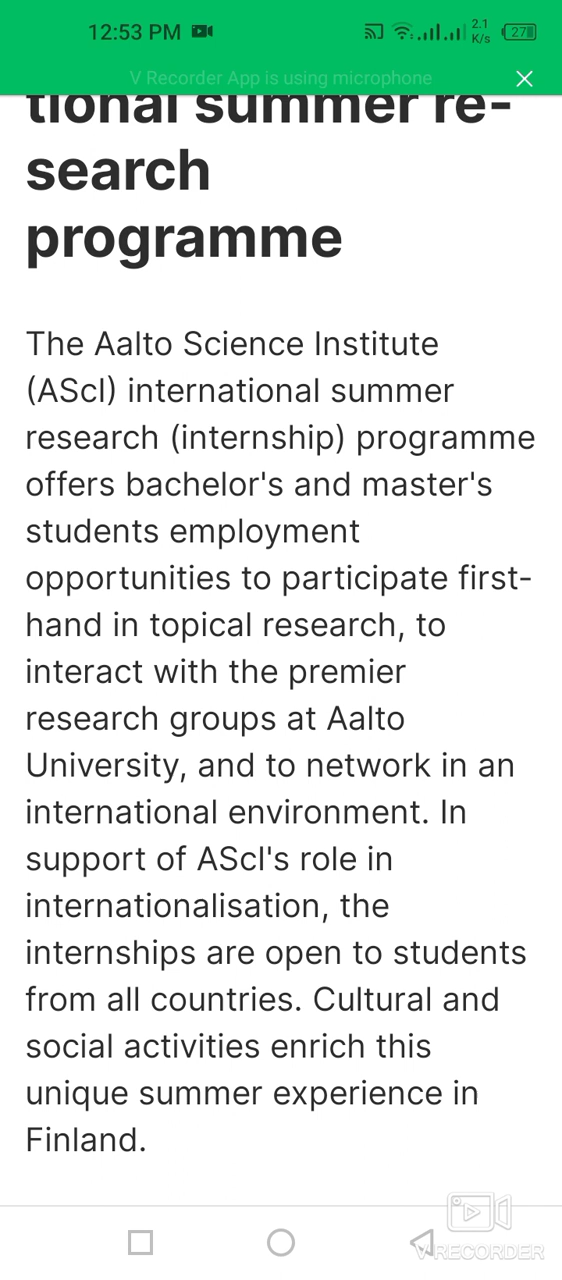 12:53 PM
2.1
K/s
27
V Recorder App is using microphone
tional summer re-
search
programme
The Aalto Science Institute
(AScI) international summer
research (internship) programme
offers bachelor's and master's
students employment
opportunities to participate first-
hand in topical research, to
interact with the premier
research groups at Aalto
University, and to network in an
international environment. In
support of AScI's role in
internationalisation, the
internships are open to students
from all countries. Cultural and
social activities enrich this
unique summer experience in
Finland.
VRECORDER